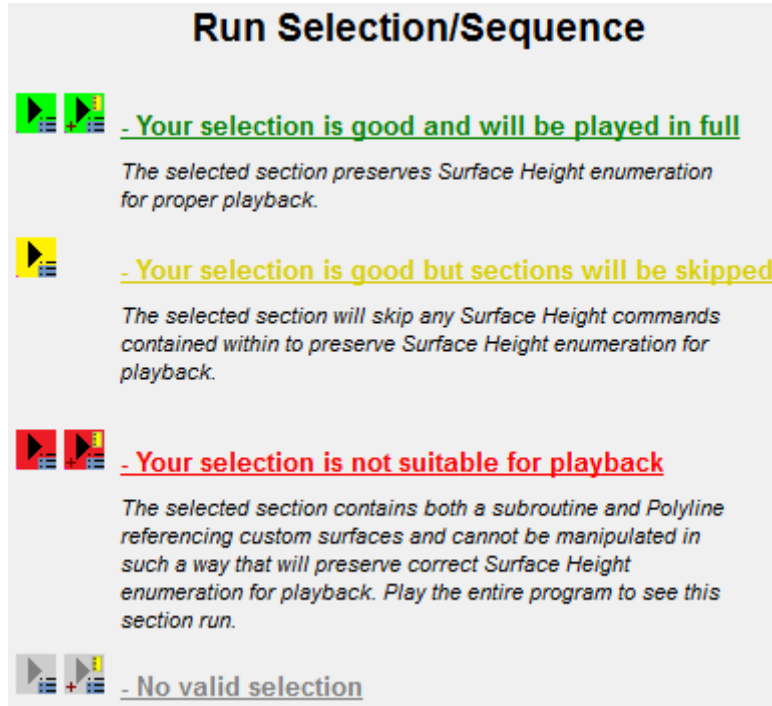 Run Selection/Sequence
- Your selection is good and will be played in full
The selected section preserves Surface Height enumeration
for proper playback.
- Your selection is good but sections will be skipped
The selected section will skip any Surface Height commands
contained within to preserve Surface Height enumeration for
playback.
- Your selection is not suitable for playback
The selected section contains both a subroutine and Polyline
referencing custom surfaces and cannot be manipulated in
such a way that will preserve correct Surface Height
enumeration for playback. Play the entire program to see this
section run.
- No valid selection